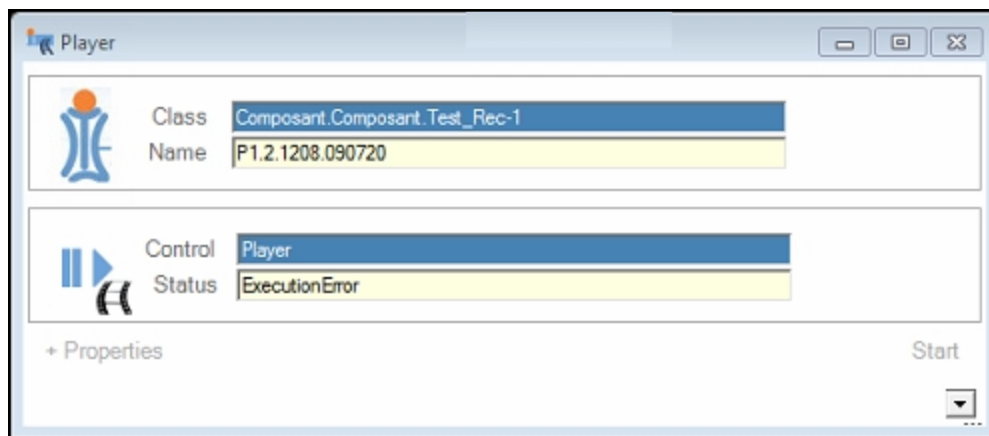 Player
Class Composant.Composant.Test_Rec-1
Name P1.2.1208.090720
Control Player
Status ExecutionError
+ Properties Start